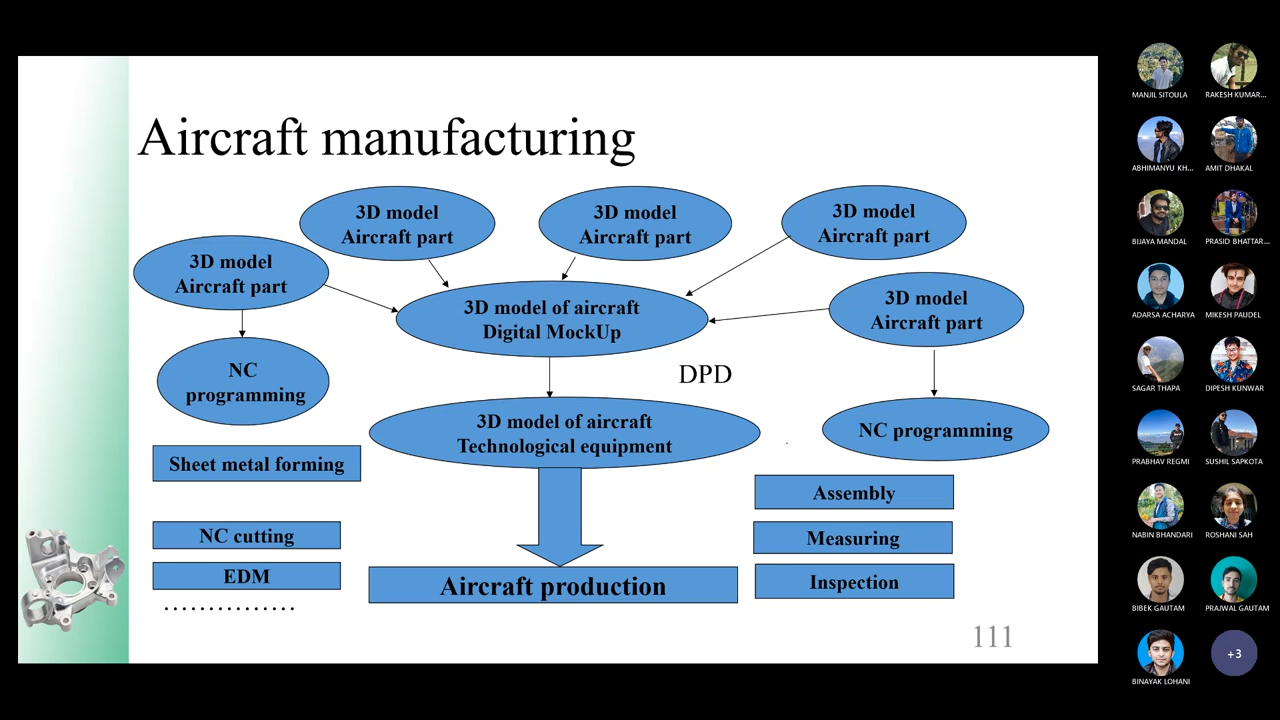 Aircraft manufacturing
3D model
Aircraft part
3D model
Aircraft part
3D model
Aircraft part
3D model
Aircraft part
3D model of aircraft
Digital MockUp
3D model
Aircraft part
NC
programming
DPD
3D model of aircraft
Technological equipment
NC programming
Sheet metal forming
NC cutting
EDM
...............
Assembly
Measuring
Inspection
Aircraft production
111
MANJIL SITOULA
RAKESH KUMAR...
ABHIMANYU KH...
AMIT DHAKAL
BIJAYA MANDAL
PRASID BHATTAR...
ADARSA ACHARYA
MIKESH PAUDEL
SAGAR THAPA
DIPESH KUNWAR
PRABHAV REGMI
SUSHIL SAPKOTA
NABIN BHANDARI
ROSHANI SAH
BIBEK GAUTAM
PRAJWAL GAUTAM
BINAYAK LOHANI
+3